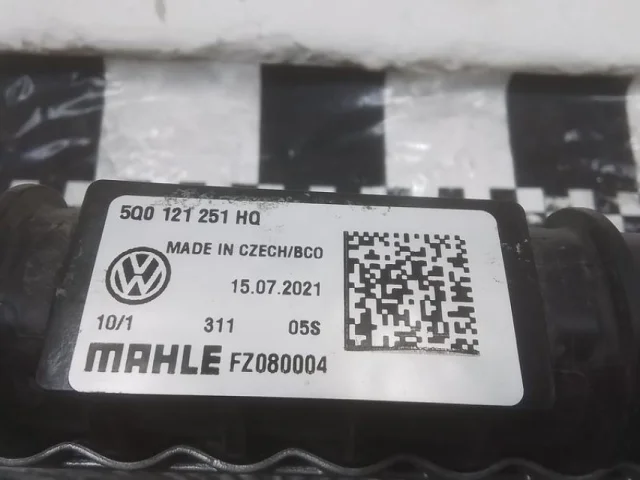 5Q0 121 251 HQ
MADE IN CZECH/BCO
15.07.2021
10/1 311 05S
MAHLE FZ080004